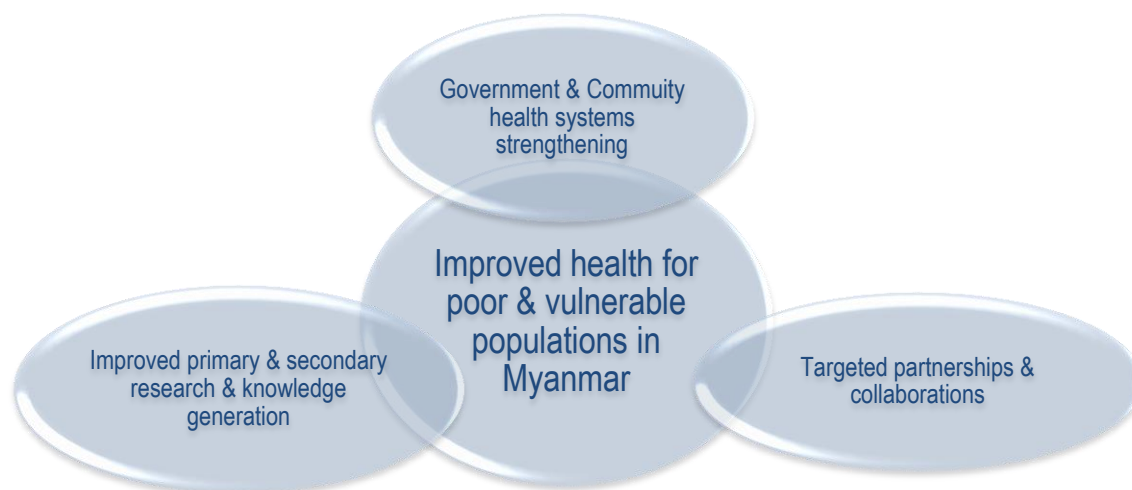 Government & Commuity
health systems
strengthening
Improved health for
poor & vulnerable
populations in
Myanmar
Improved primary & secondary
research & knowledge
generation
Targeted partnerships &
collaborations